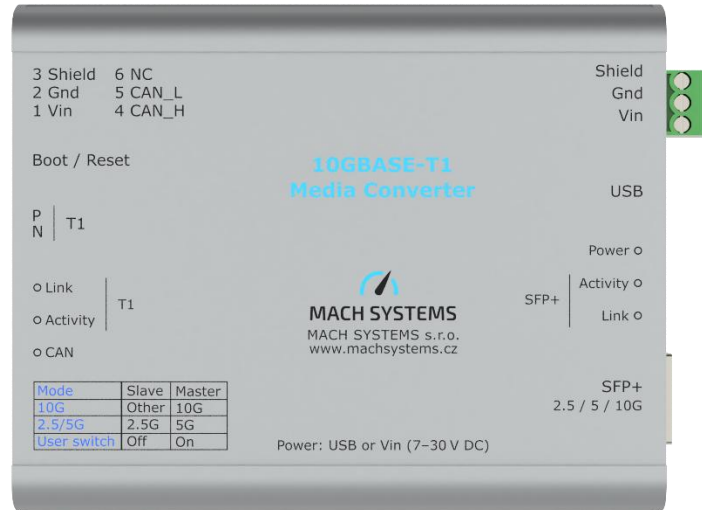 3 Shield 6 NC
2 Gnd 5 CAN_L
1 Vin 4 CAN_H
Shield
Gnd
Vin
Boot / Reset
10GBASE-T1
Media Converter
USB
P
N
T1
Power
Link
Activity
T1
CAN
MACH SYSTEMS
MACH SYSTEMS s.r.o.
www.machsystems.cz
SFP+
Activity
Link
Mode Slave Master
10G Other 10G
2.5/5G 2.5G 5G
User switch Off On
Power: USB or Vin (7–30 V DC)
SFP+
2.5 / 5 / 10G